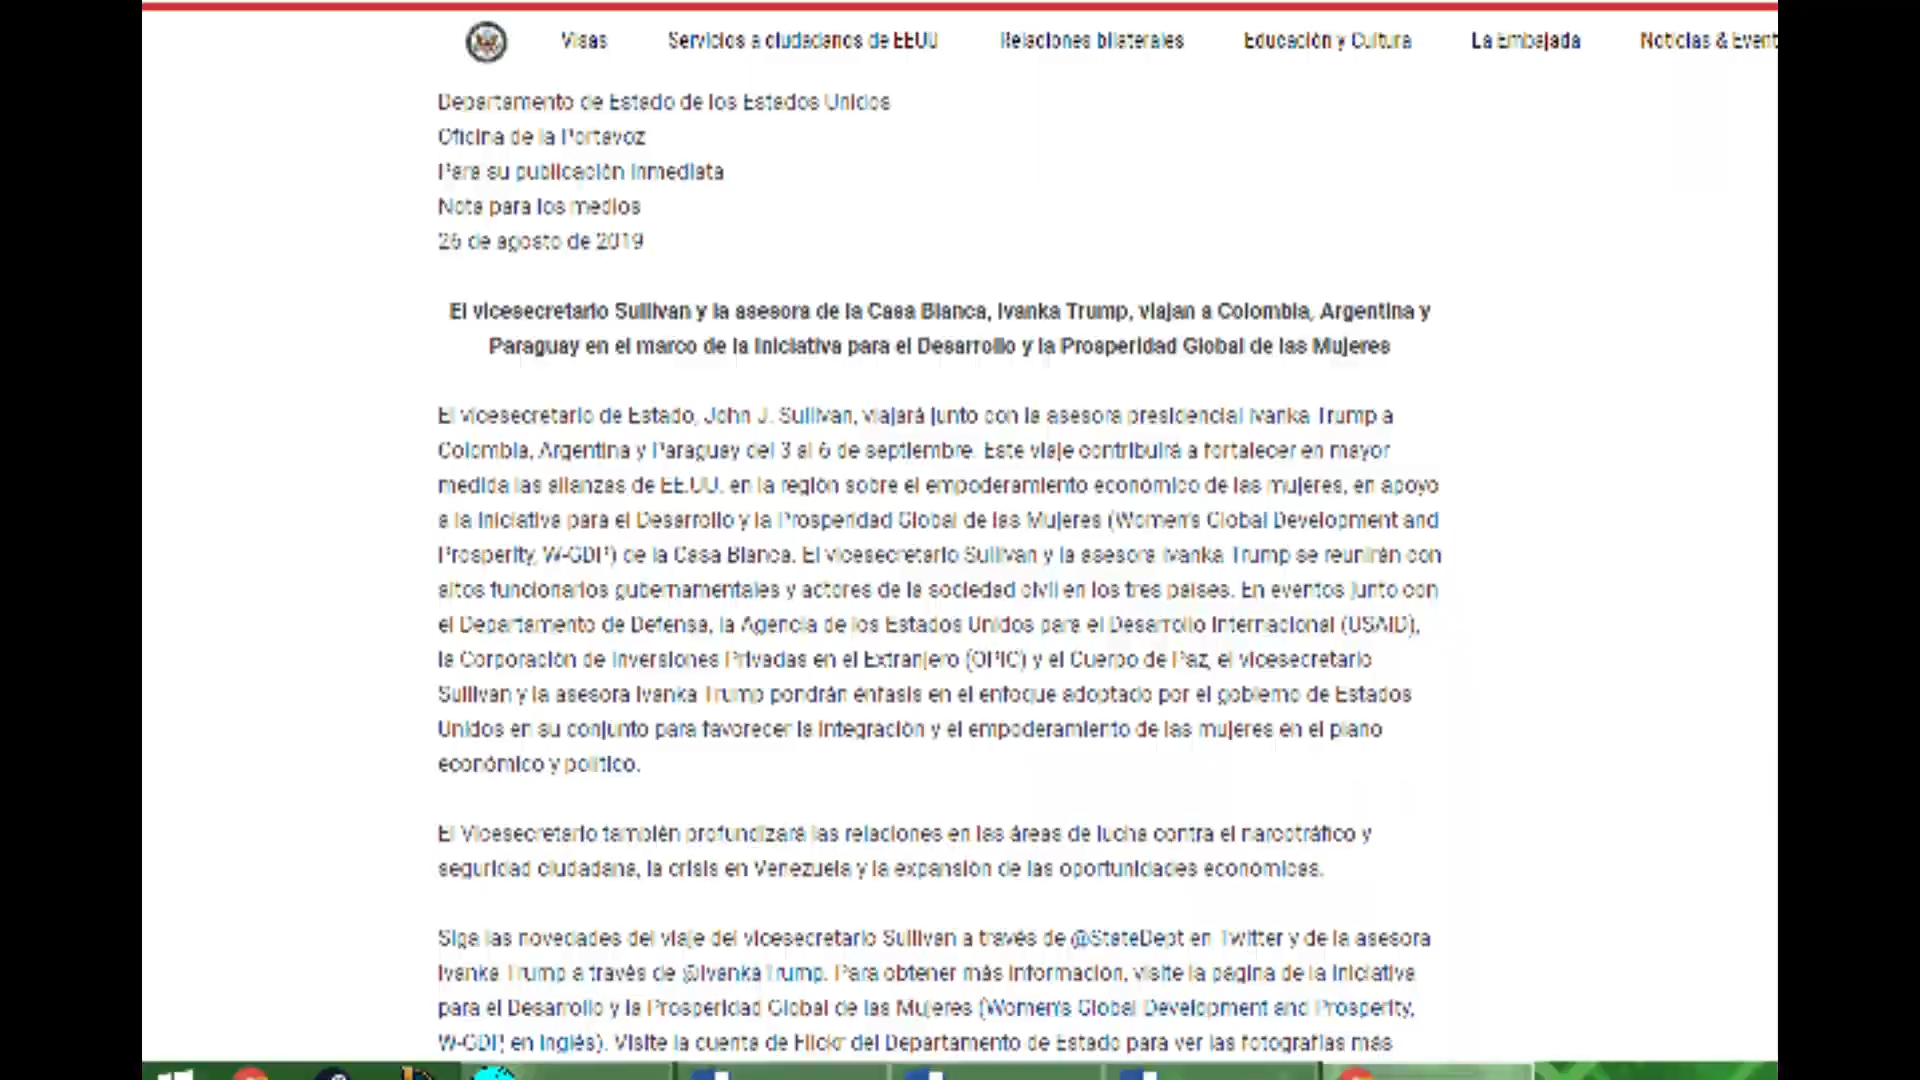 Visas Servicios a ciudadanos de EEUU Relaciones bilaterales Educación y Cultura La Embajada Noticias & Event
Departamento de Estado de los Estados Unidos
Oficina de la Portavoz
Para su publicación inmediata
Nota para los medios
26 de agosto de 2019
El vicesecretario Sullivan y la asesora de la Casa Blanca, Ivanka Trump, viajan a Colombia, Argentina y
Paraguay en el marco de la Iniciativa para el Desarrollo y la Prosperidad Global de las Mujeres
El vicesecretario de Estado, John J. Sullivan, viajará junto con la asesora presidencial Ivanka Trump a
Colombia, Argentina y Paraguay del 3 al 6 de septiembre. Este viaje contribuirá a fortalecer en mayor
medida las alianzas de EE.UU. en la región sobre el empoderamiento económico de las mujeres, en apoyo
a la Iniciativa para el Desarrollo y la Prosperidad Global de las Mujeres (Women's Global Development and
Prosperity, W-GDP) de la Casa Blanca. El vicesecretario Sullivan y la asesora Ivanka Trump se reunirán con
altos funcionarios gubernamentales y actores de la sociedad civil en los tres países. En eventos junto con
el Departamento de Defensa, la Agencia de los Estados Unidos para el Desarrollo Internacional (USAID),
la Corporación de Inversiones Privadas en el Extranjero (OPIC) y el Cuerpo de Paz, el vicesecretario
Sullivan y la asesora Ivanka Trump pondrán énfasis en el enfoque adoptado por el gobierno de Estados
Unidos en su conjunto para favorecer la integración y el empoderamiento de las mujeres en el plano
económico y político.
El Vicesecretario también profundizará las relaciones en las áreas de lucha contra el narcotráfico y
seguridad ciudadana, la crisis en Venezuela y la expansión de las oportunidades económicas.
Siga las novedades del viaje del vicesecretario Sullivan a través de @StateDept en Twitter y de la asesora
Ivanka Trump a través de @IvankaTrump. Para obtener más información, visite la página de la Iniciativa
para el Desarrollo y la Prosperidad Global de las Mujeres (Women's Global Development and Prosperity,
W-GDP, en inglés). Visite la cuenta de Flickr del Departamento de Estado para ver las fotografías más